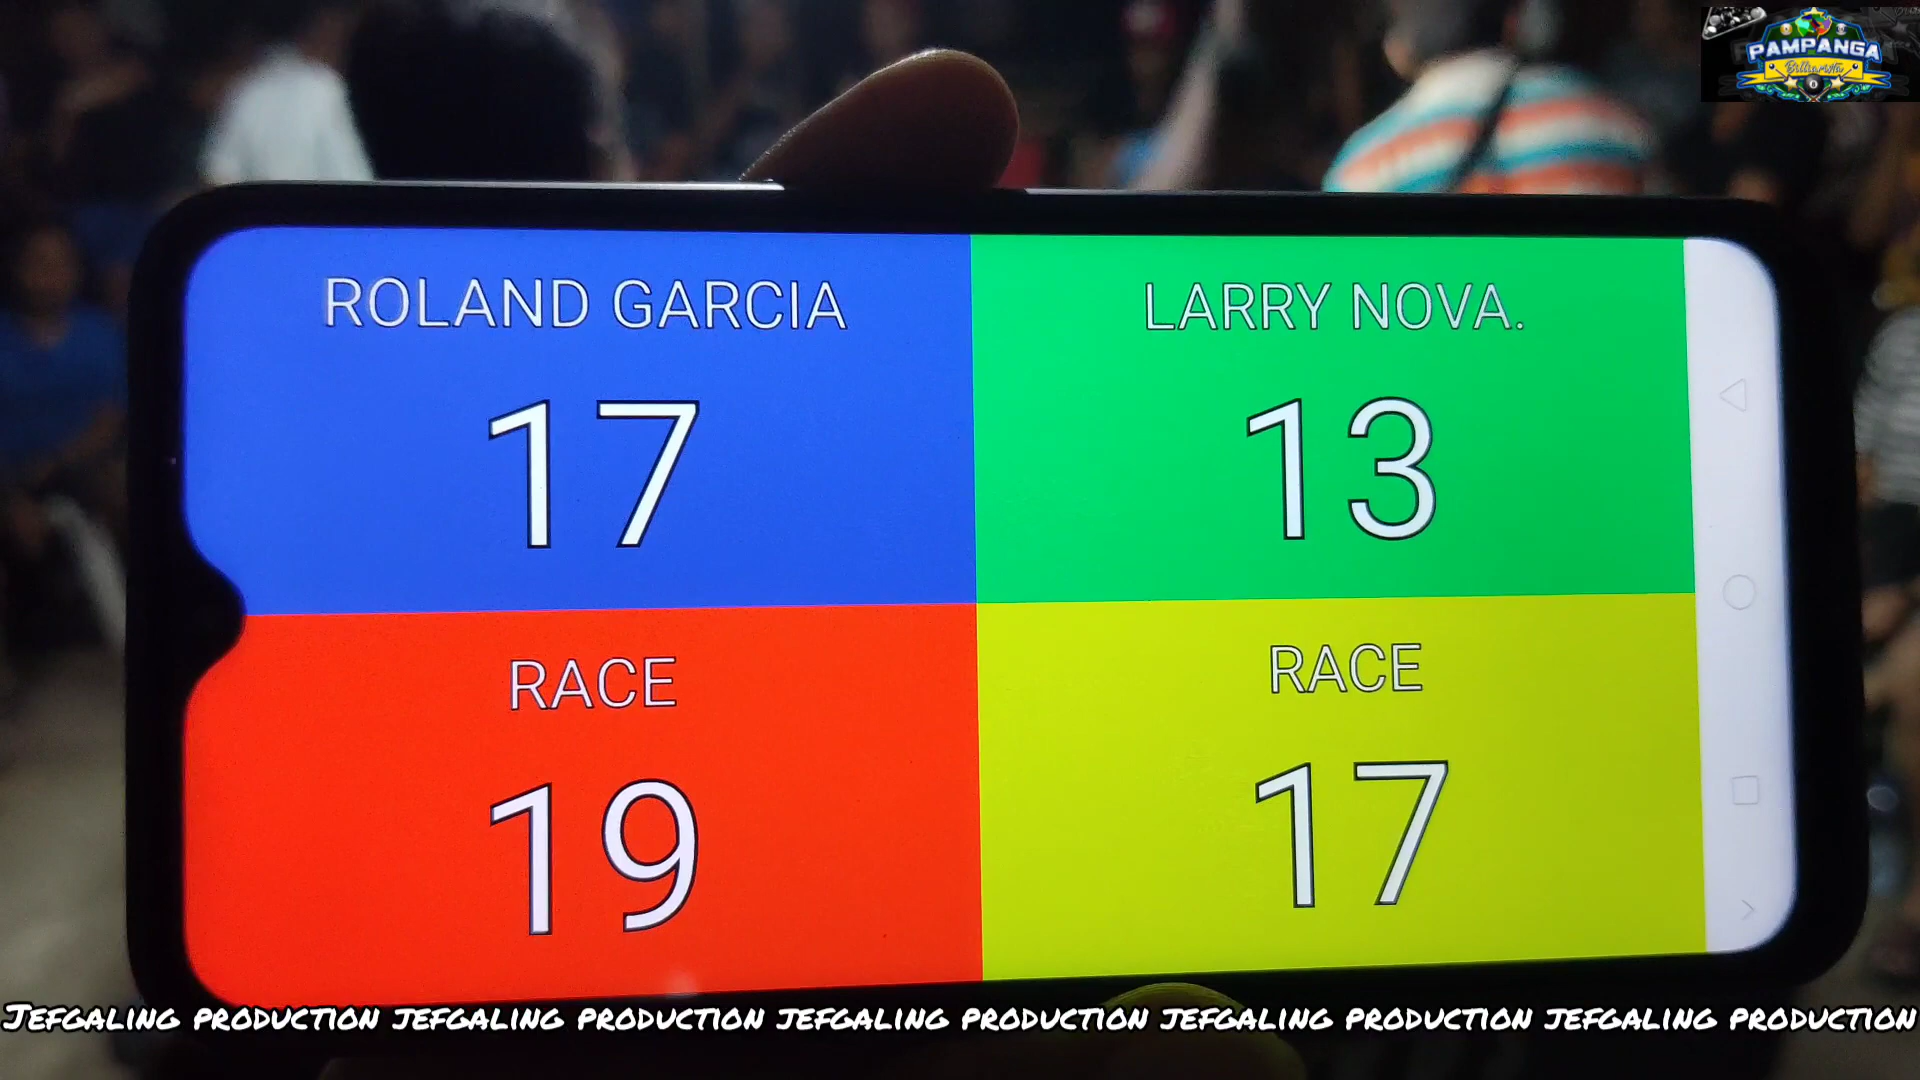 PAMPANGA
Billiarista
ROLAND GARCIA
17
LARRY NOVA.
13
RACE
19
RACE
17
JEFGALING PRODUCTION JEFGALING PRODUCTION JEFGALING PRODUCTION JEFGALING PRODUCTION JEFGALING PRODUCTION